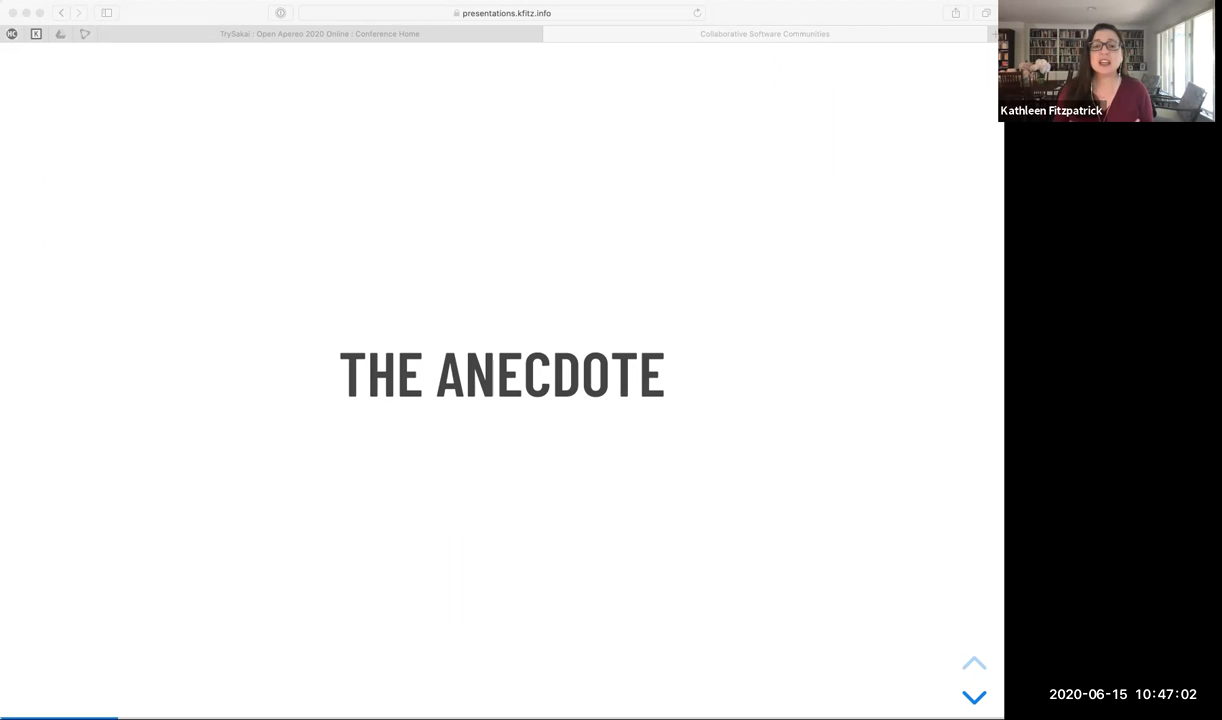 presentations.kfitz.info
HC K
TrySakai : Open Apereo 2020 Online : Conference Home
Collaborative Software Communities
Kathleen Fitzpatrick
THE ANECDOTE
2020-06-15 10:47:02